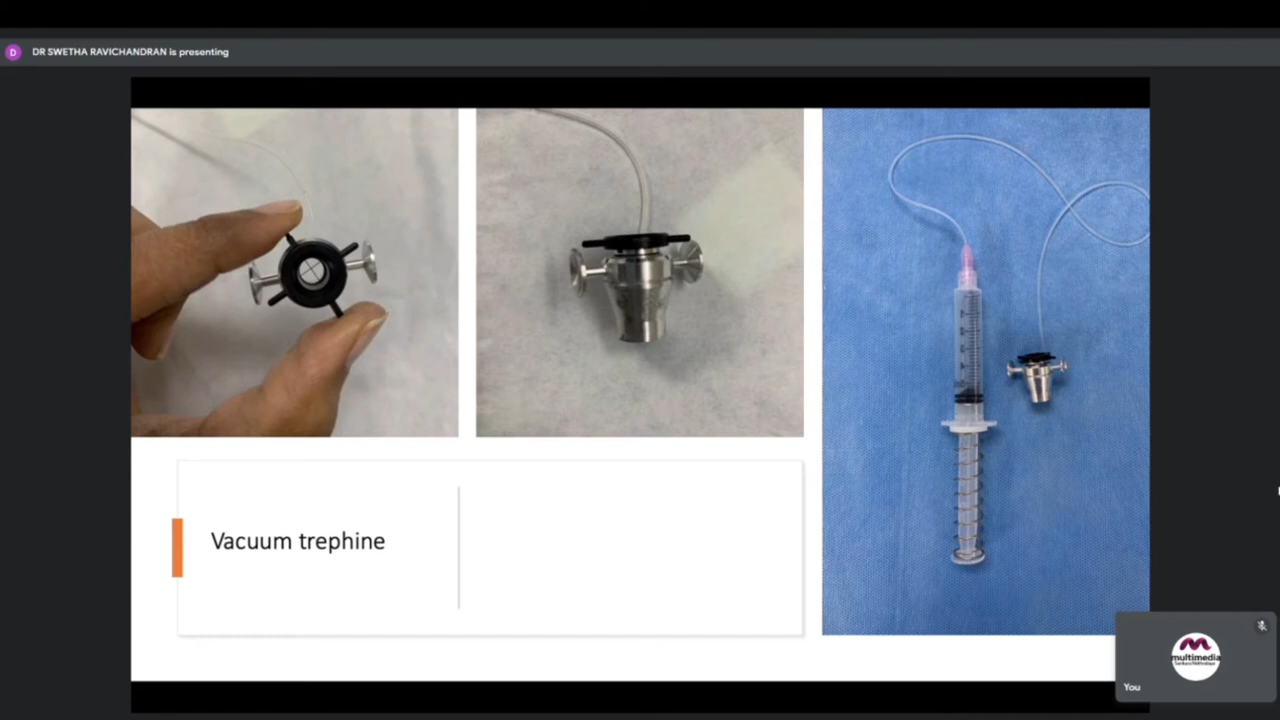 D
DR SWETHA RAVICHANDRAN is presenting
Vacuum trephine
multimedia
You